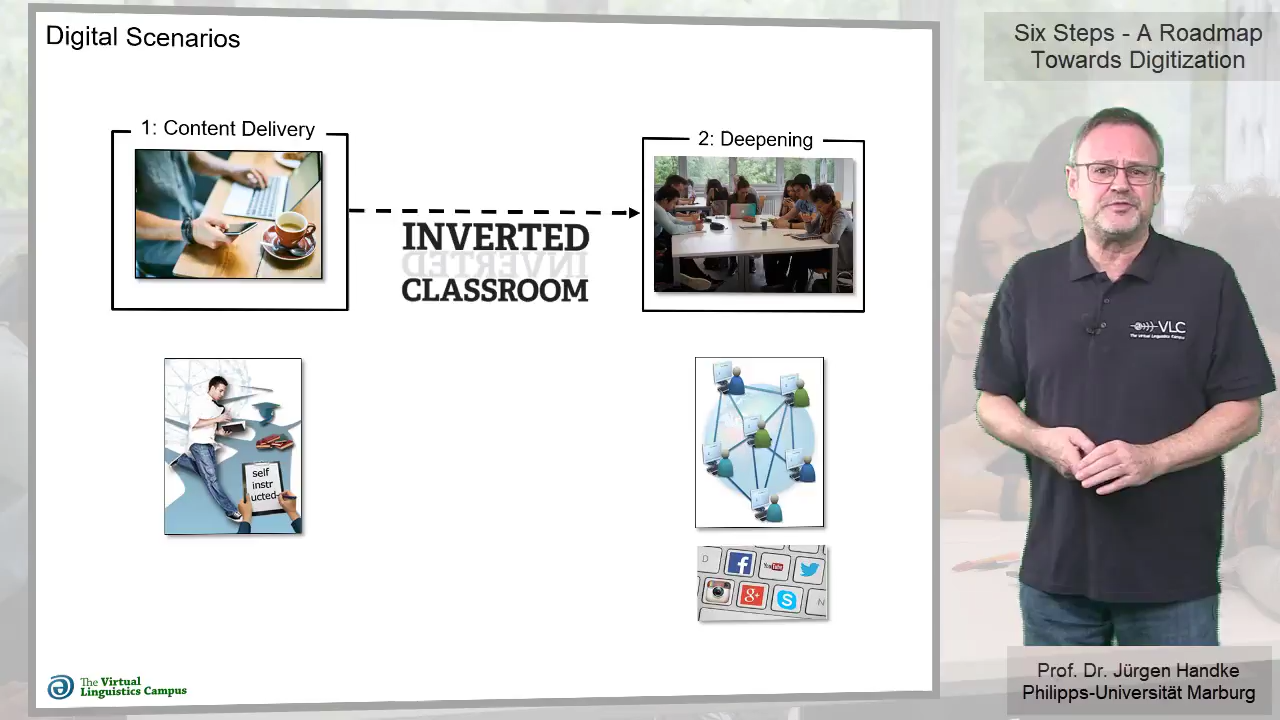 Digital Scenarios
Six Steps - A Roadmap
Towards Digitization
1: Content Delivery
2: Deepening
INVERTED
INVERTED
CLASSROOM
VLC
The Virtual Linguistics Campus
self
instr
ucted
D
f
YouTube
g+
S
N
The Virtual
Linguistics Campus
Prof. Dr. Jürgen Handke
Philipps-Universität Marburg